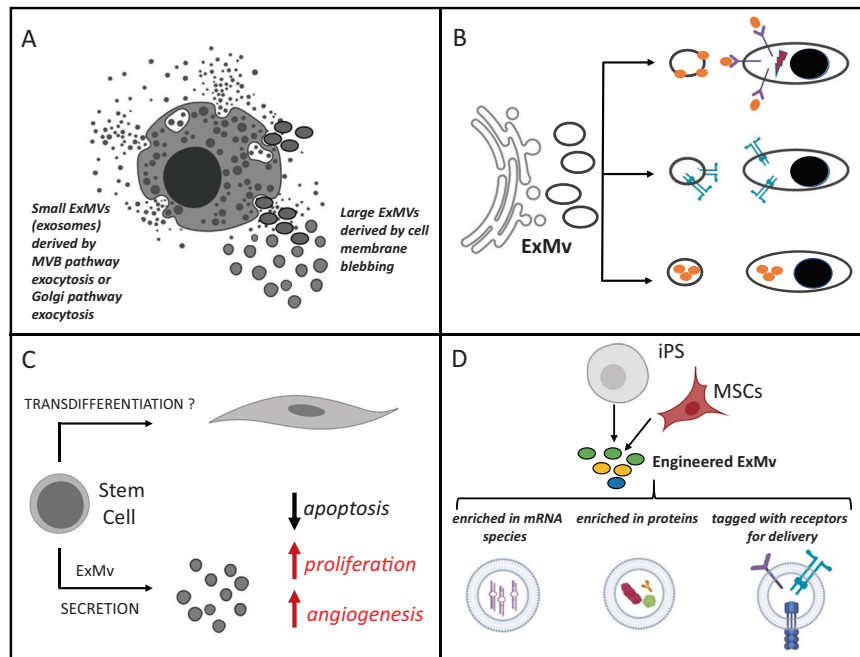 A
Small ExMVs
(exosomes)
derived by
MVB pathway
exocytosis or
Golgi pathway
exocytosis
Large ExMVs
derived by cell
membrane
blebbing
B
ExMv
C
TRANSDIFFERENTIATION ?
Stem
Cell
ExMv
SECRETION
apoptosis
proliferation
angiogenesis
D
iPS
MSCs
Engineered ExMv
enriched in mRNA
species
enriched in proteins
tagged with receptors
for delivery